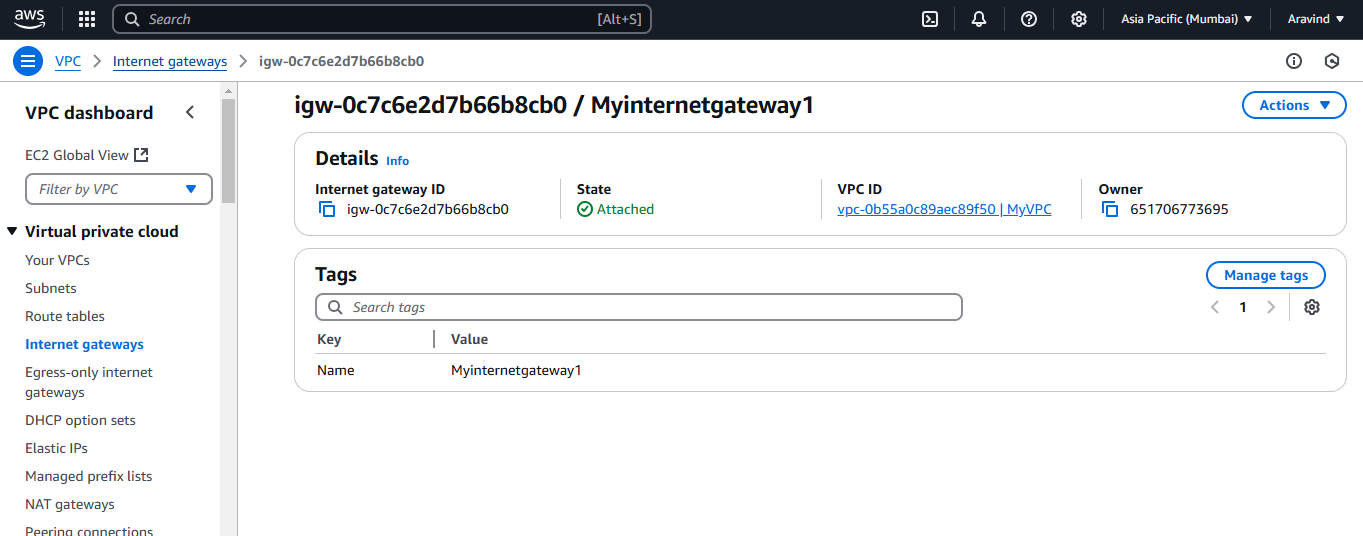 aws
Search [Alt+S]
Asia Pacific (Mumbai)
Aravind
VPC
Internet gateways
igw-0c7c6e2d7b66b8cb0
VPC dashboard
EC2 Global View
Filter by VPC
Virtual private cloud
Your VPCs
Subnets
Route tables
Internet gateways
Egress-only internet
gateways
DHCP option sets
Elastic IPs
Managed prefix lists
NAT gateways
Peering connections
igw-0c7c6e2d7b66b8cb0 / Myinternetgateway1
Actions
Details Info
Internet gateway ID
igw-0c7c6e2d7b66b8cb0
State
Attached
VPC ID
vpc-0b55a0c89aec89f50 | MyVPC
Owner
651706773695
Tags
Manage tags
Search tags
1
Key Value
Name Myinternetgateway1